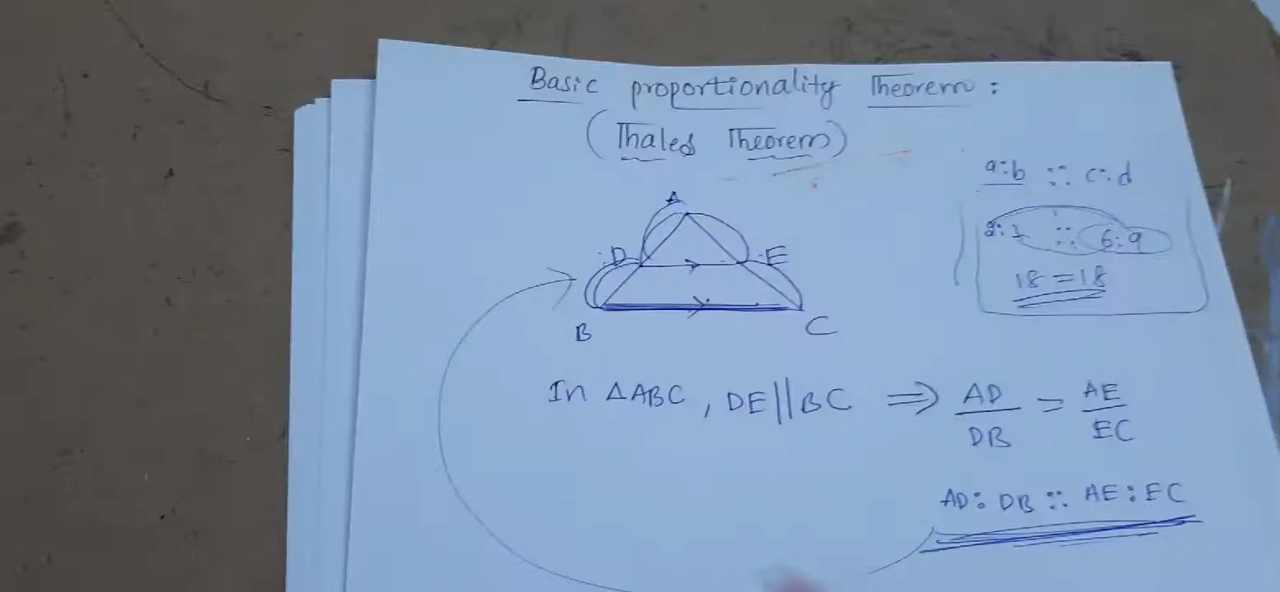 Basic proportionality Theorem :
(Thales Theorem)
a:b :: c:d
:: 6:9
18 = 18
A
D E
B C
In ΔABC, DE||BC ⇒ AD/DB = AE/EC
AD : DB :: AE : EC